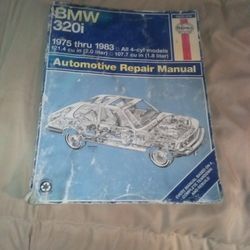 BMW
320i
1975 thru 1983 All 4-cyl models
121.4 cu in (2.0 liter) 107.7 cu in (1.8 liter)
Haynes
Automotive Repair Manual